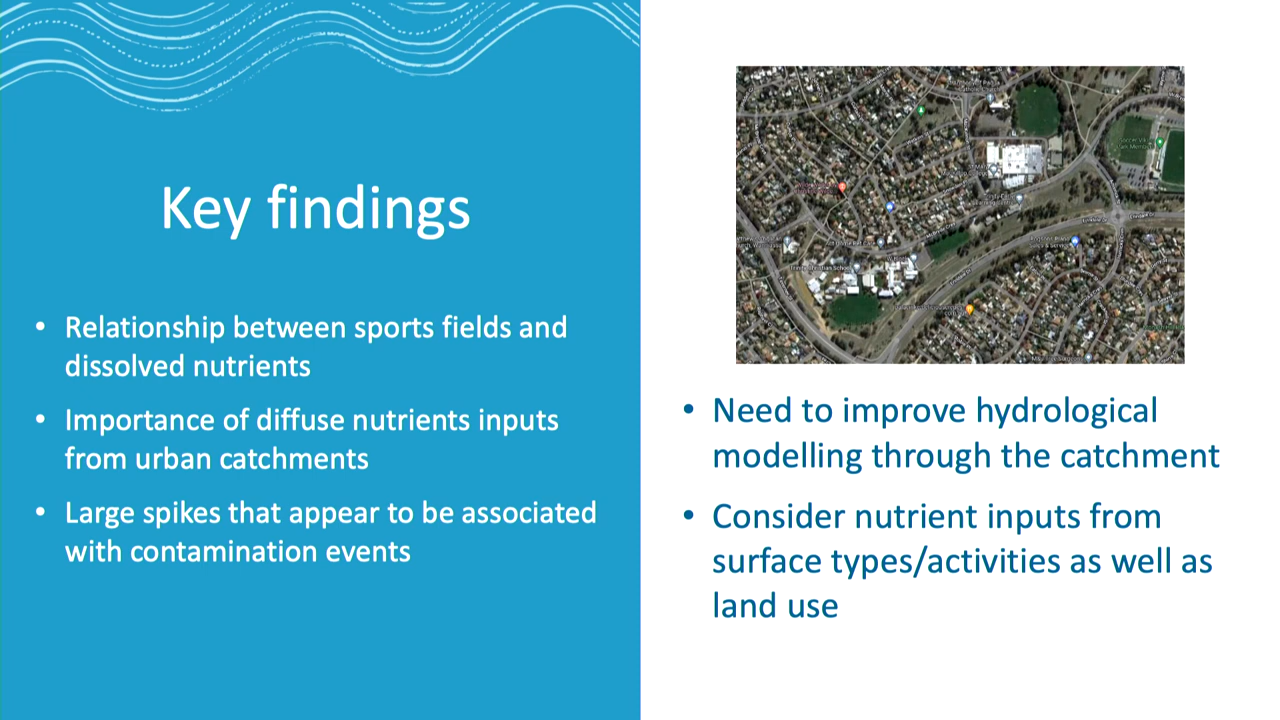 Key findings
• Relationship between sports fields and
dissolved nutrients
• Importance of diffuse nutrients inputs
from urban catchments
• Large spikes that appear to be associated
with contamination events
• Need to improve hydrological
modelling through the catchment
• Consider nutrient inputs from
surface types/activities as well as
land use